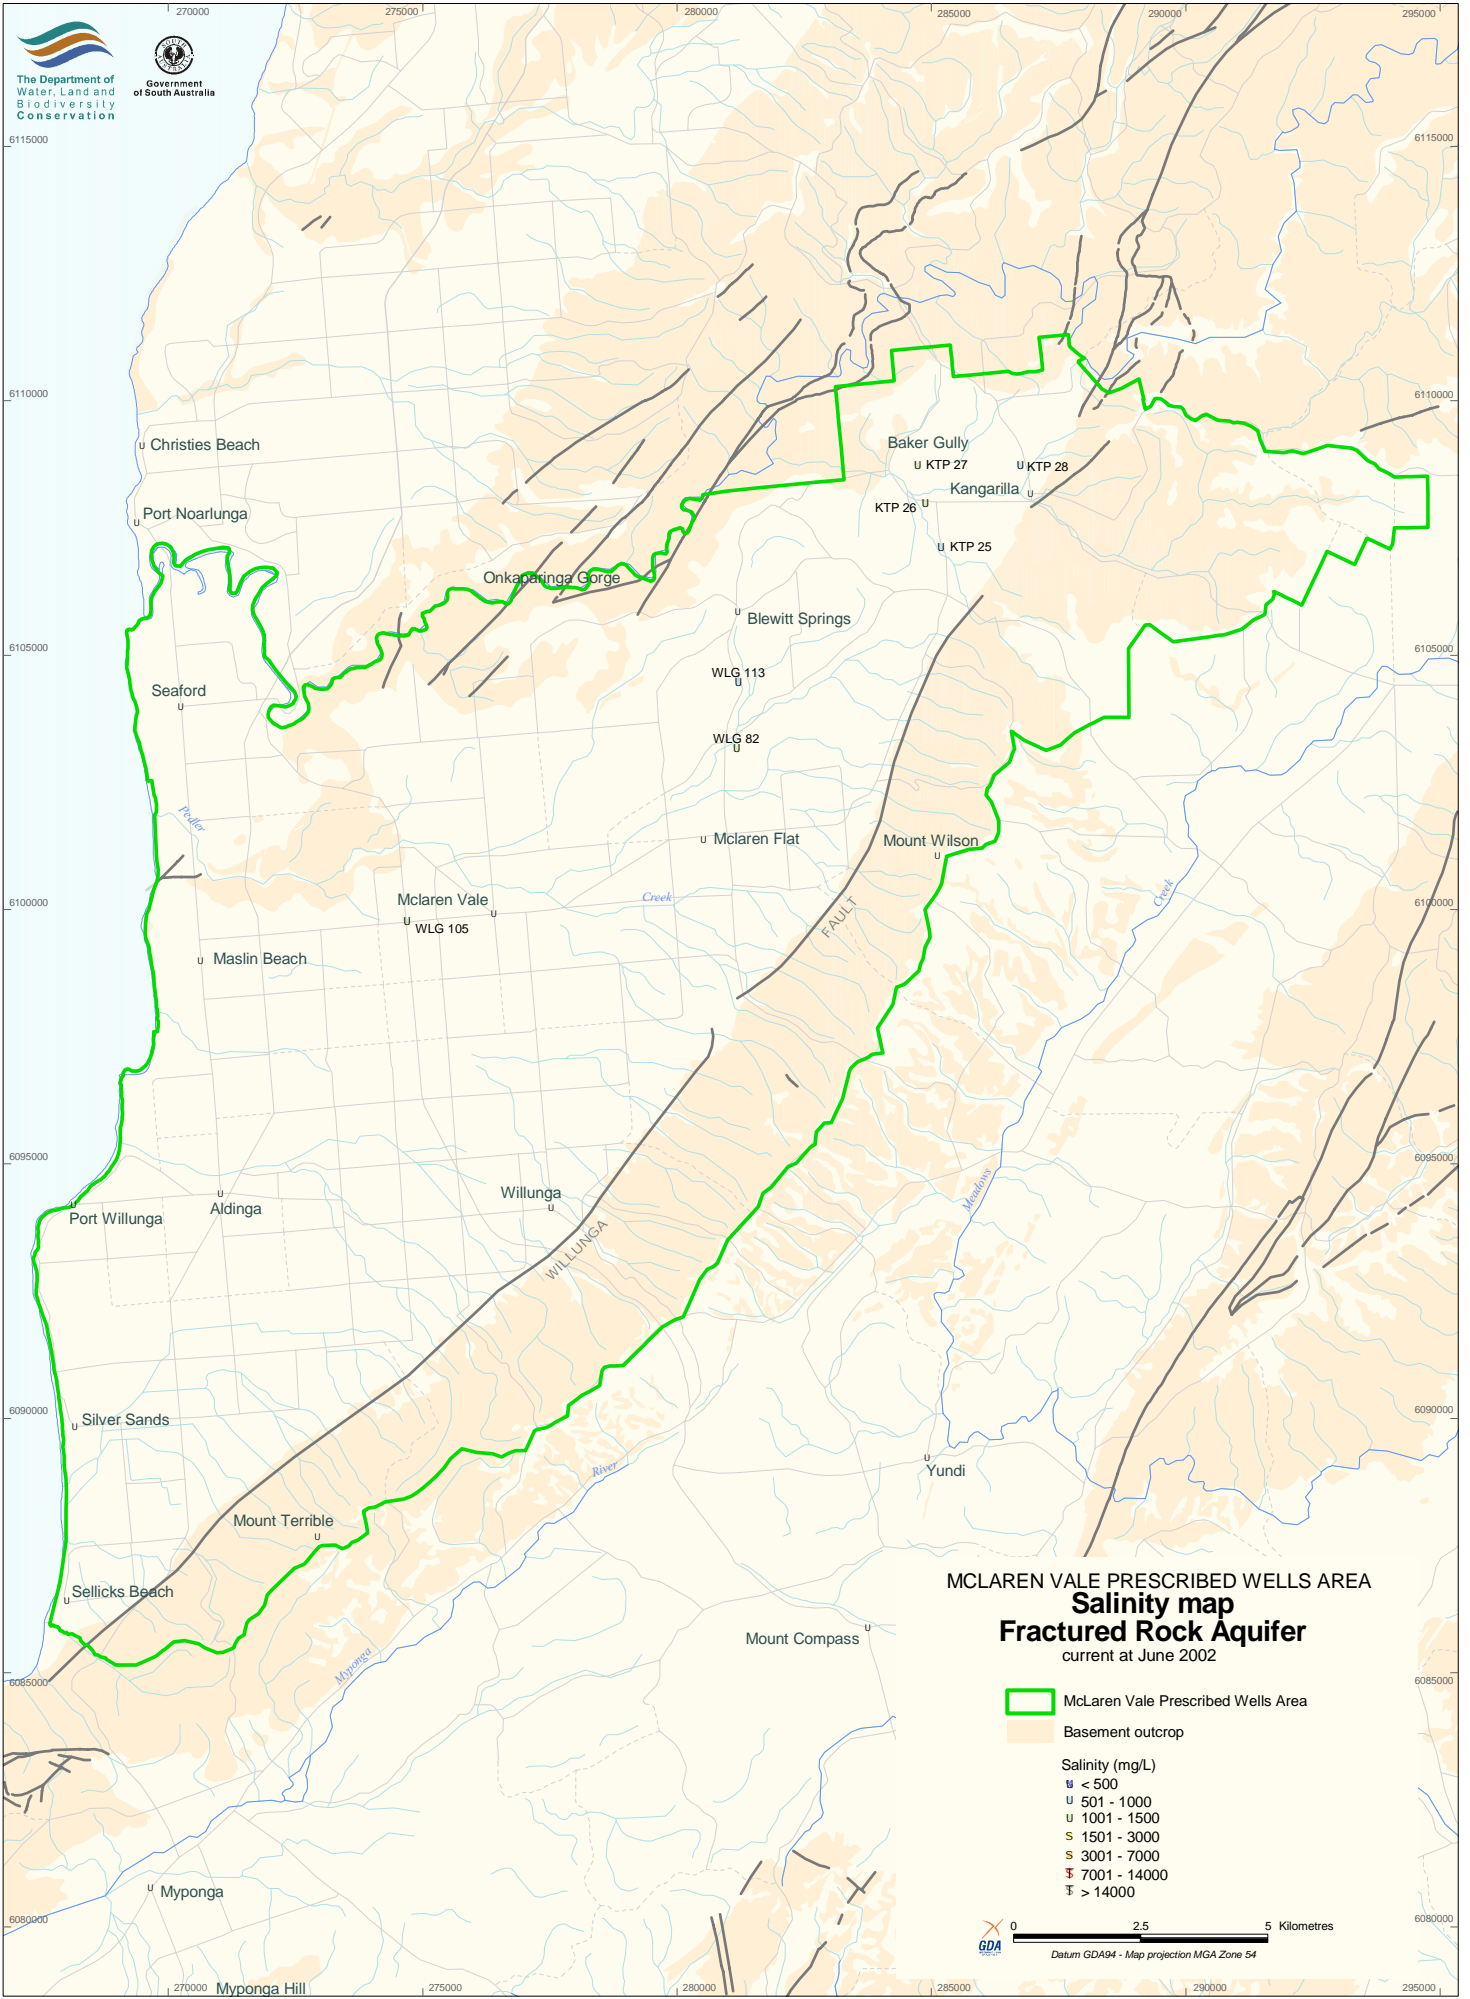 270000
275000
280000
285000
290000
295000
The Department of
Water, Land and
Biodiversity
Conservation
SOUTH
AUSTRALIA
Government
of South Australia
6115000
6115000
6110000
6110000
Christies Beach
Baker Gully
U KTP 27
U KTP 28
Kangarilla
KTP 26 U
U KTP 25
Port Noarlunga
Onkaparinga Gorge
Blewitt Springs
6105000
6105000
WLG 113
Seaford
WLG 82
Pedler
Mclaren Flat
Mount Wilson
Mclaren Vale
Creek
Creek
6100000
6100000
WLG 105
FAULT
Maslin Beach
6095000
6095000
Meadows
Willunga
Aldinga
Port Willunga
WILLUNGA
6090000
6090000
Silver Sands
River
Yundi
Mount Terrible
Sellicks Beach
Mount Compass
Myponga
6085000
6085000
MCLAREN VALE PRESCRIBED WELLS AREA
Salinity map
Fractured Rock Aquifer
current at June 2002
McLaren Vale Prescribed Wells Area
Basement outcrop
Salinity (mg/L)
< 500
U 501 - 1000
U 1001 - 1500
S 1501 - 3000
S 3001 - 7000
T 7001 - 14000
T > 14000
Myponga
6080000
6080000
GDA
0 2.5 5 Kilometres
Datum GDA94 - Map projection MGA Zone 54
Myponga Hill
270000
275000
280000
285000
290000
295000